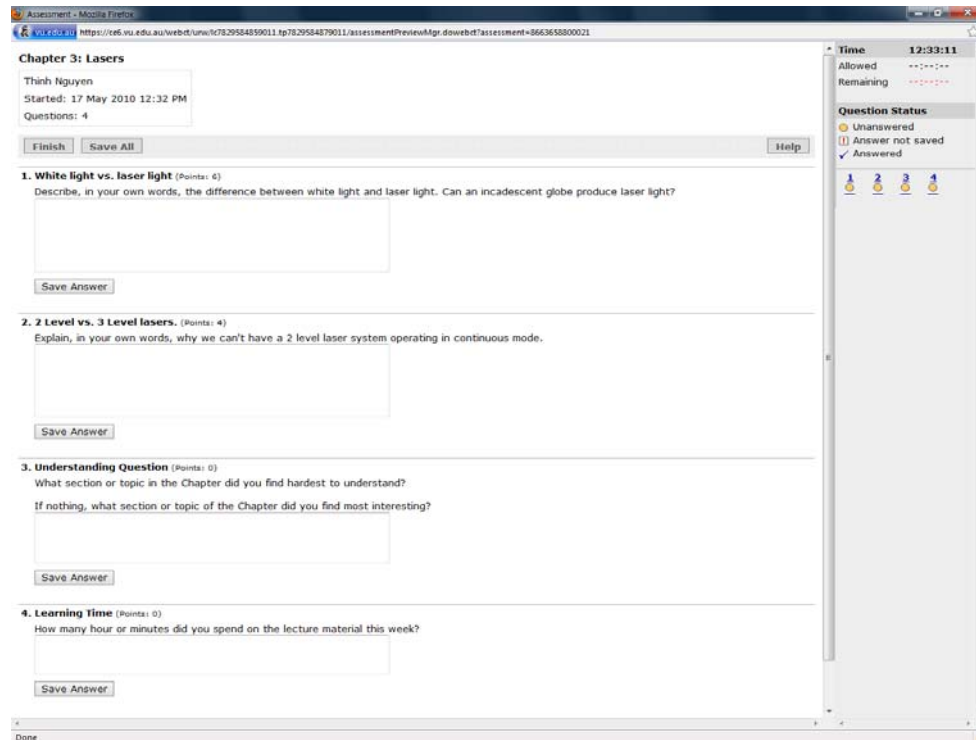 Assessment - Mozilla Firefox
vu.edu.au https://ce6.vu.edu.au/webct/urw/lc7829584859011.tp7829584879011/assessmentPreviewMgr.dowebct?assessment=8663658800021
Chapter 3: Lasers
Thinh Nguyen
Started: 17 May 2010 12:32 PM
Questions: 4
Finish Save All Help
1. White light vs. laser light (Points: 6)
Describe, in your own words, the difference between white light and laser light. Can an incadescent globe produce laser light?
Save Answer
2. 2 Level vs. 3 Level lasers. (Points: 4)
Explain, in your own words, why we can't have a 2 level laser system operating in continuous mode.
Save Answer
3. Understanding Question (Points: 0)
What section or topic in the Chapter did you find hardest to understand?
If nothing, what section or topic of the Chapter did you find most interesting?
Save Answer
4. Learning Time (Points: 0)
How many hour or minutes did you spend on the lecture material this week?
Save Answer
Time 12:33:11
Allowed --:--:--
Remaining --:--:--
Question Status
Unanswered
Answer not saved
Answered
1 2 3 4
Done